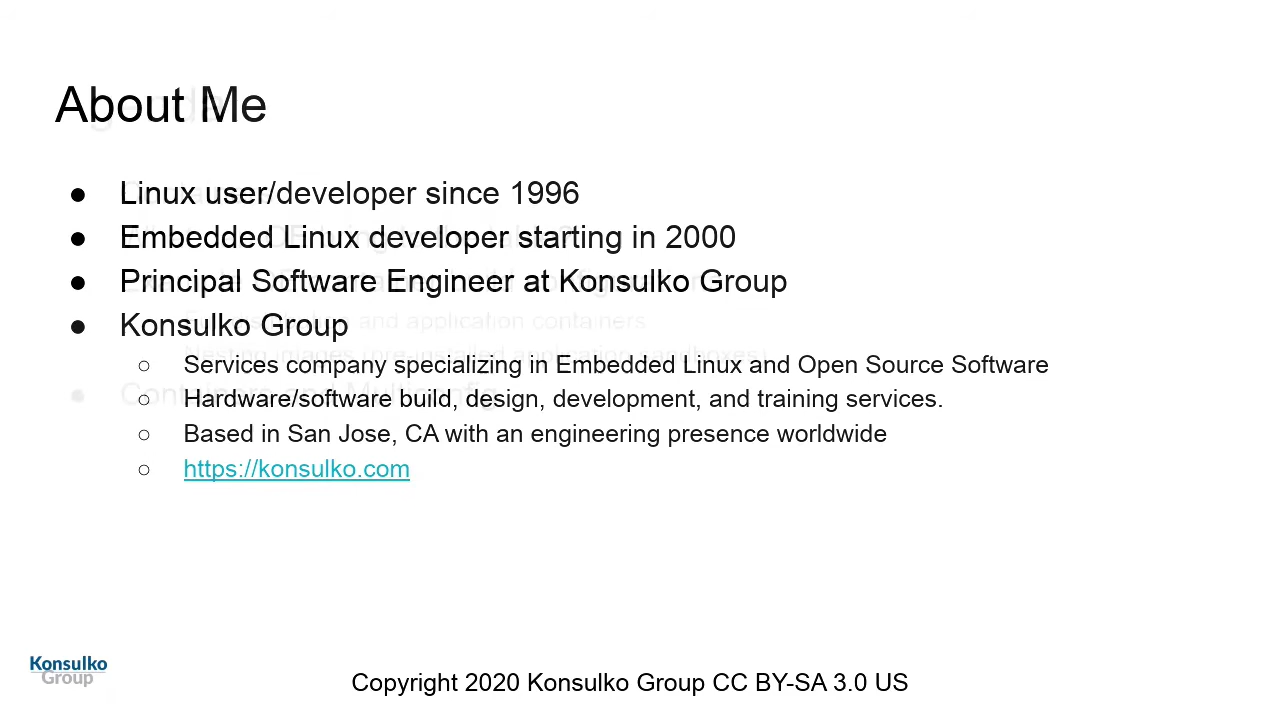 About Me
● Linux user/developer since 1996
● Embedded Linux developer starting in 2000
● Principal Software Engineer at Konsulko Group
● Konsulko Group
○ Services company specializing in Embedded Linux and Open Source Software
○ Hardware/software build, design, development, and training services.
○ Based in San Jose, CA with an engineering presence worldwide
○ https://konsulko.com
Konsulko
Group
Copyright 2020 Konsulko Group CC BY-SA 3.0 US